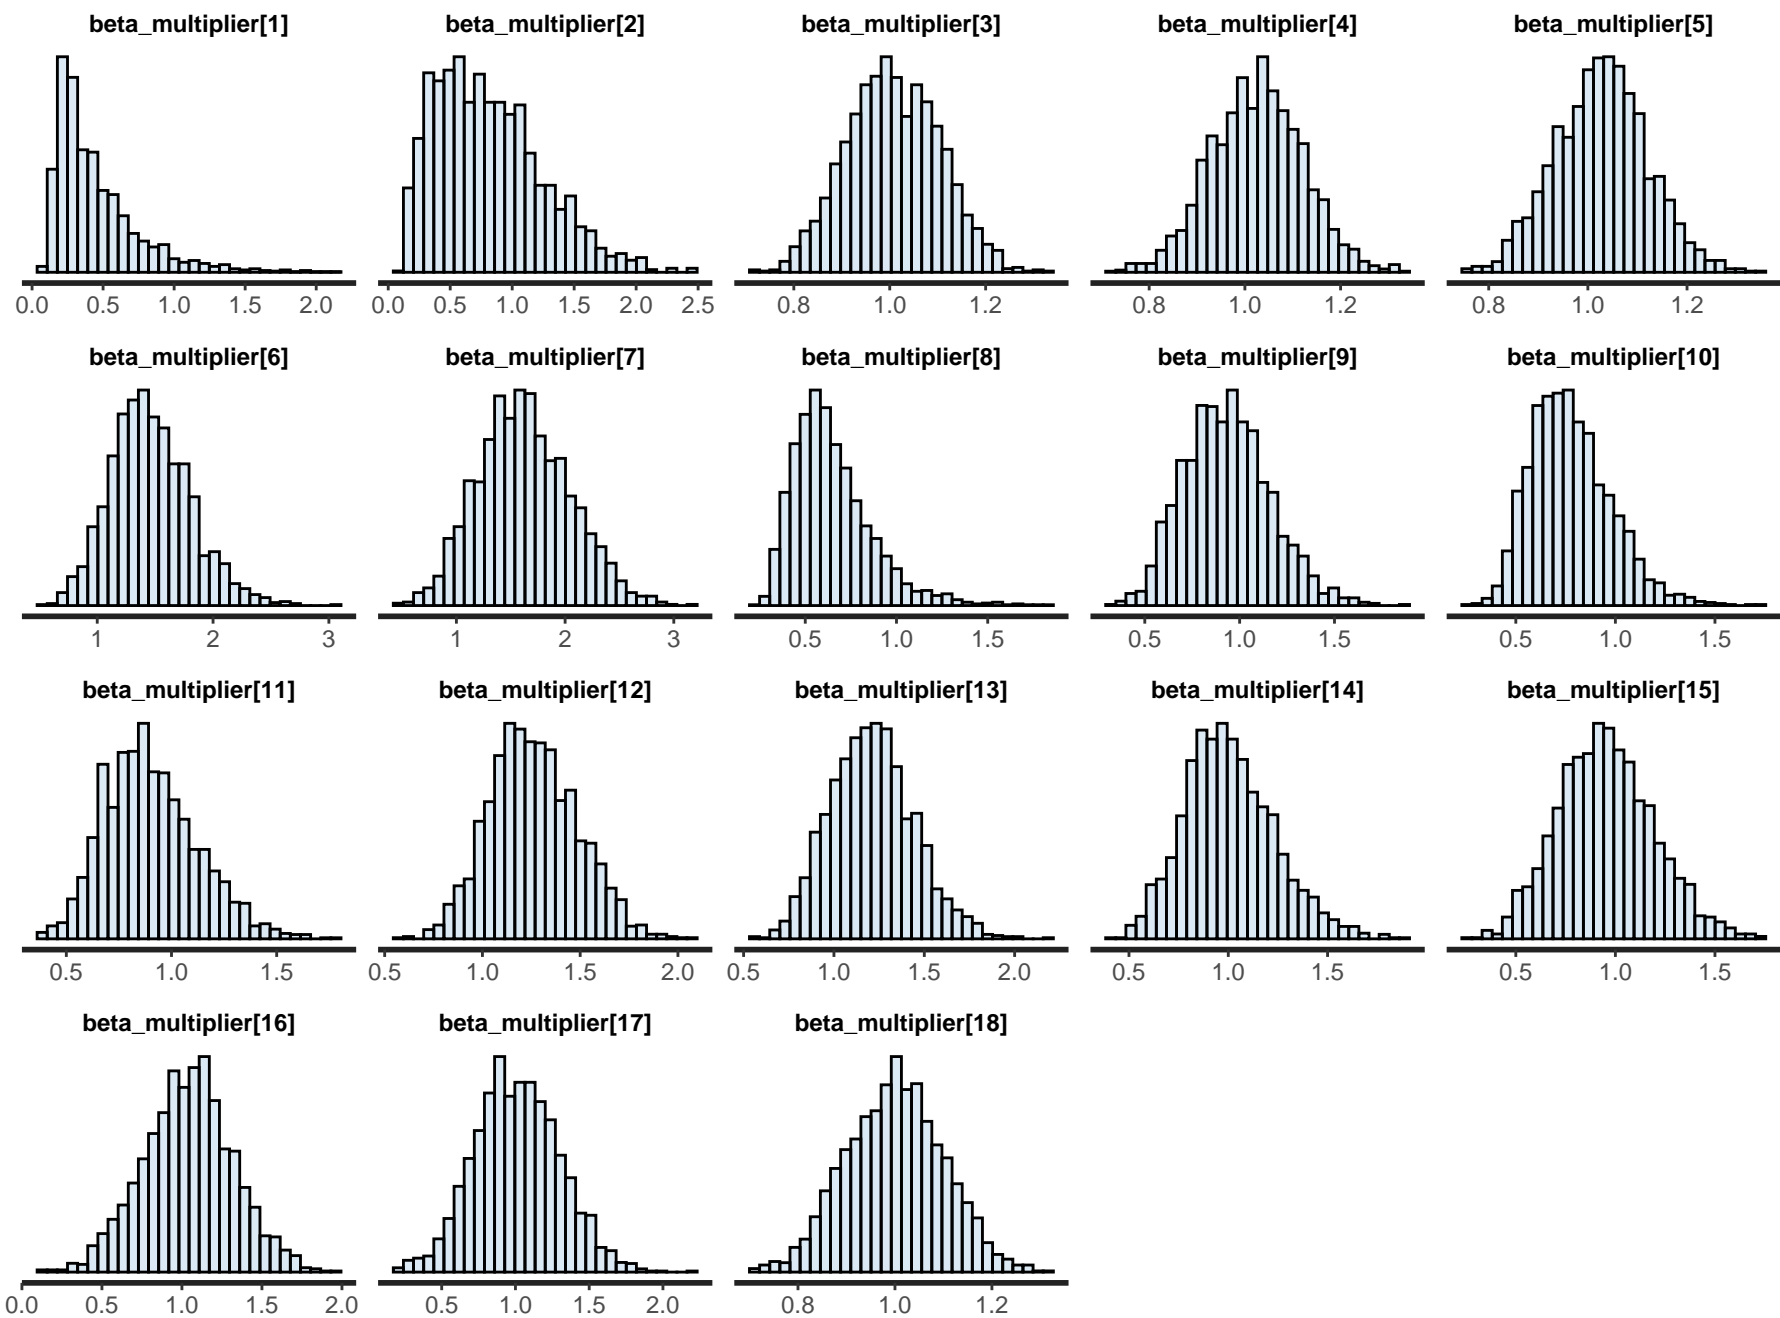 beta_multiplier[1] beta_multiplier[2] beta_multiplier[3] beta_multiplier[4] beta_multiplier[5]
0.0 0.5 1.0 1.5 2.0 0.0 0.5 1.0 1.5 2.0 2.5 0.8 1.0 1.2 0.8 1.0 1.2 0.8 1.0 1.2
beta_multiplier[6] beta_multiplier[7] beta_multiplier[8] beta_multiplier[9] beta_multiplier[10]
1 2 3 1 2 3 0.5 1.0 1.5 0.5 1.0 1.5 0.5 1.0 1.5
beta_multiplier[11] beta_multiplier[12] beta_multiplier[13] beta_multiplier[14] beta_multiplier[15]
0.5 1.0 1.5 0.5 1.0 1.5 2.0 0.5 1.0 1.5 2.0 0.5 1.0 1.5 0.5 1.0 1.5
beta_multiplier[16] beta_multiplier[17] beta_multiplier[18]
0.0 0.5 1.0 1.5 2.0 0.5 1.0 1.5 2.0 0.8 1.0 1.2